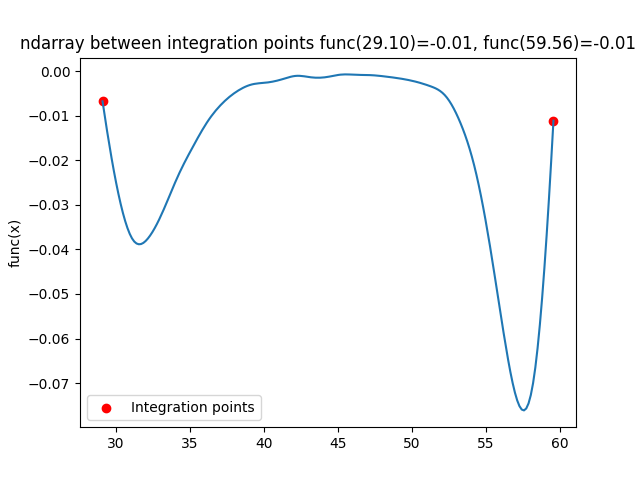 ndarray between integration points func(29.10)=-0.01, func(59.56)=-0.01
0.00
−0.01
−0.02
−0.03
−0.04
−0.05
−0.06
−0.07
func(x)
Integration points
30 35 40 45 50 55 60